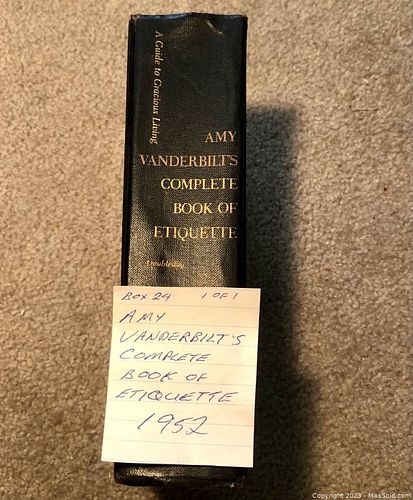 A Guide to Gracious Living
AMY
VANDERBILT'S
COMPLETE
BOOK OF
ETIQUETTE
Doubleday
BOX 24 1 OF 1
AMY
VANDERBILT'S
COMPLETE
BOOK OF
ETIQUETTE
1952
Copyright 2023 - MaxSold.com